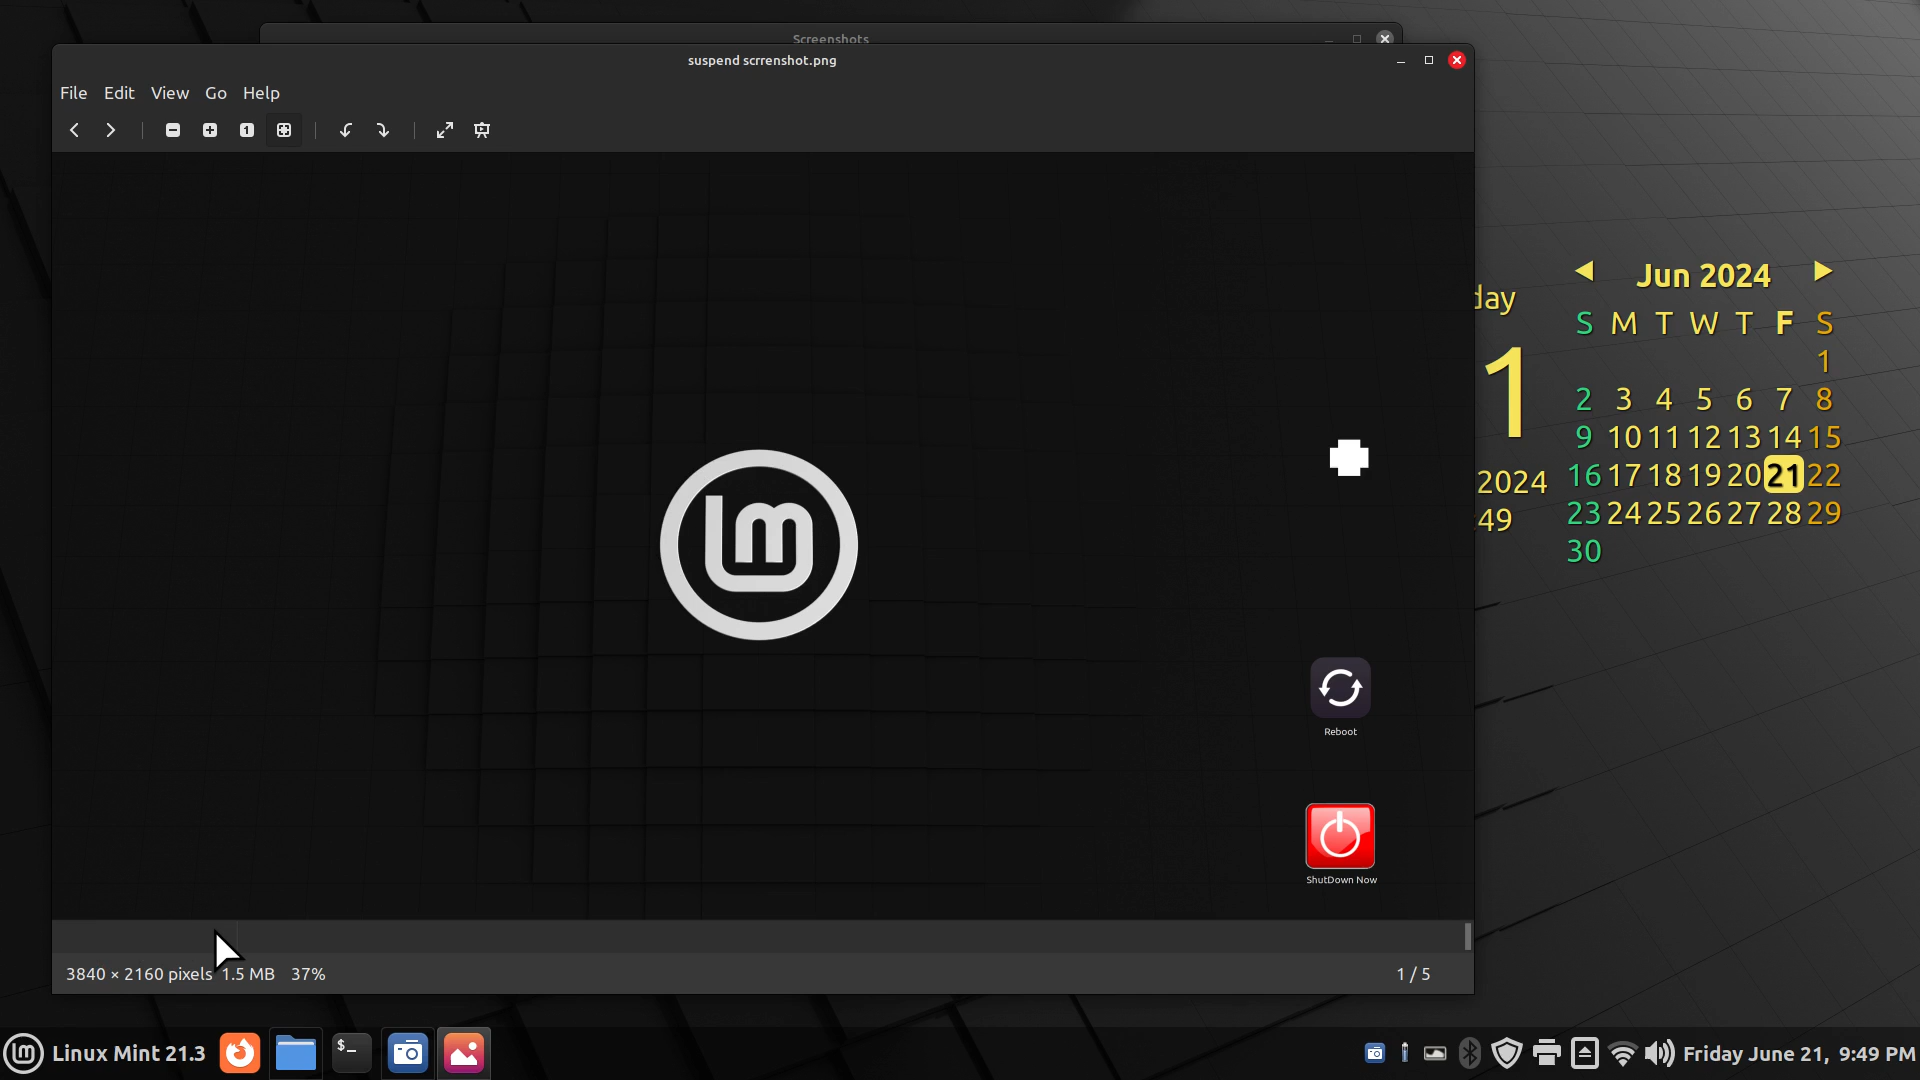 Screenshots
suspend scrrenshot.png
File Edit View Go Help
1
lm
Reboot
ShutDown Now
3840 × 2160 pixels 1.5 MB 37%
1 / 5
day
1
2024
49
Jun 2024
S M T W T F S
1
2 3 4 5 6 7 8
9 10 11 12 13 14 15
16 17 18 19 20 21 22
23 24 25 26 27 28 29
30
lm Linux Mint 21.3
$_
Friday June 21, 9:49 PM